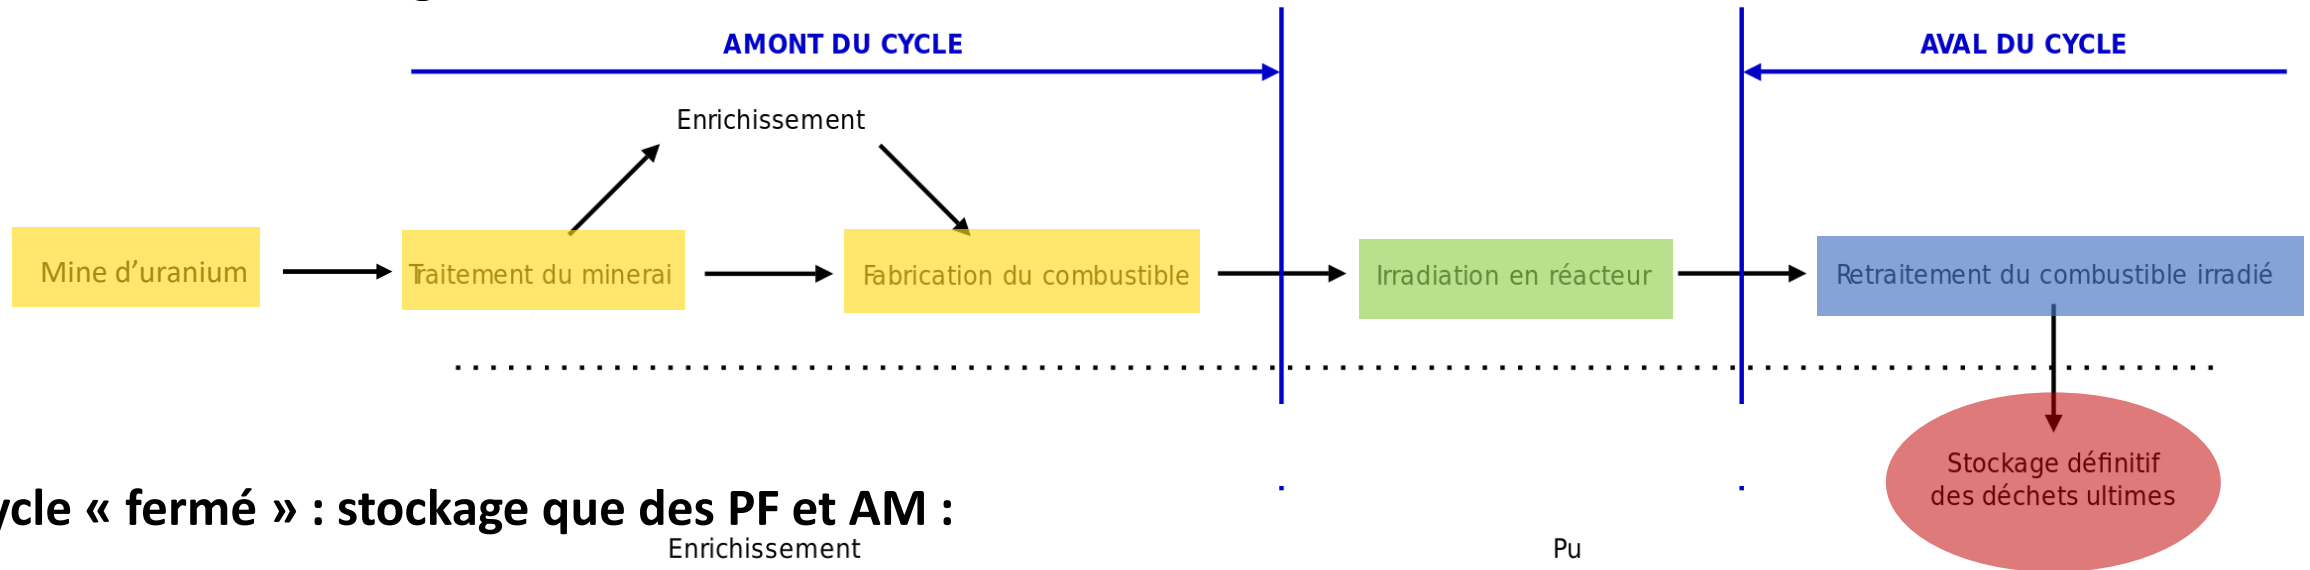 AMONT DU CYCLE
AVAL DU CYCLE
Enrichissement
Mine d’uranium
Traitement du minerai
Fabrication du combustible
Irradiation en réacteur
Retraitement du combustible irradié
Stockage définitif
des déchets ultimes
ycle « fermé » : stockage que des PF et AM :
Enrichissement
Pu